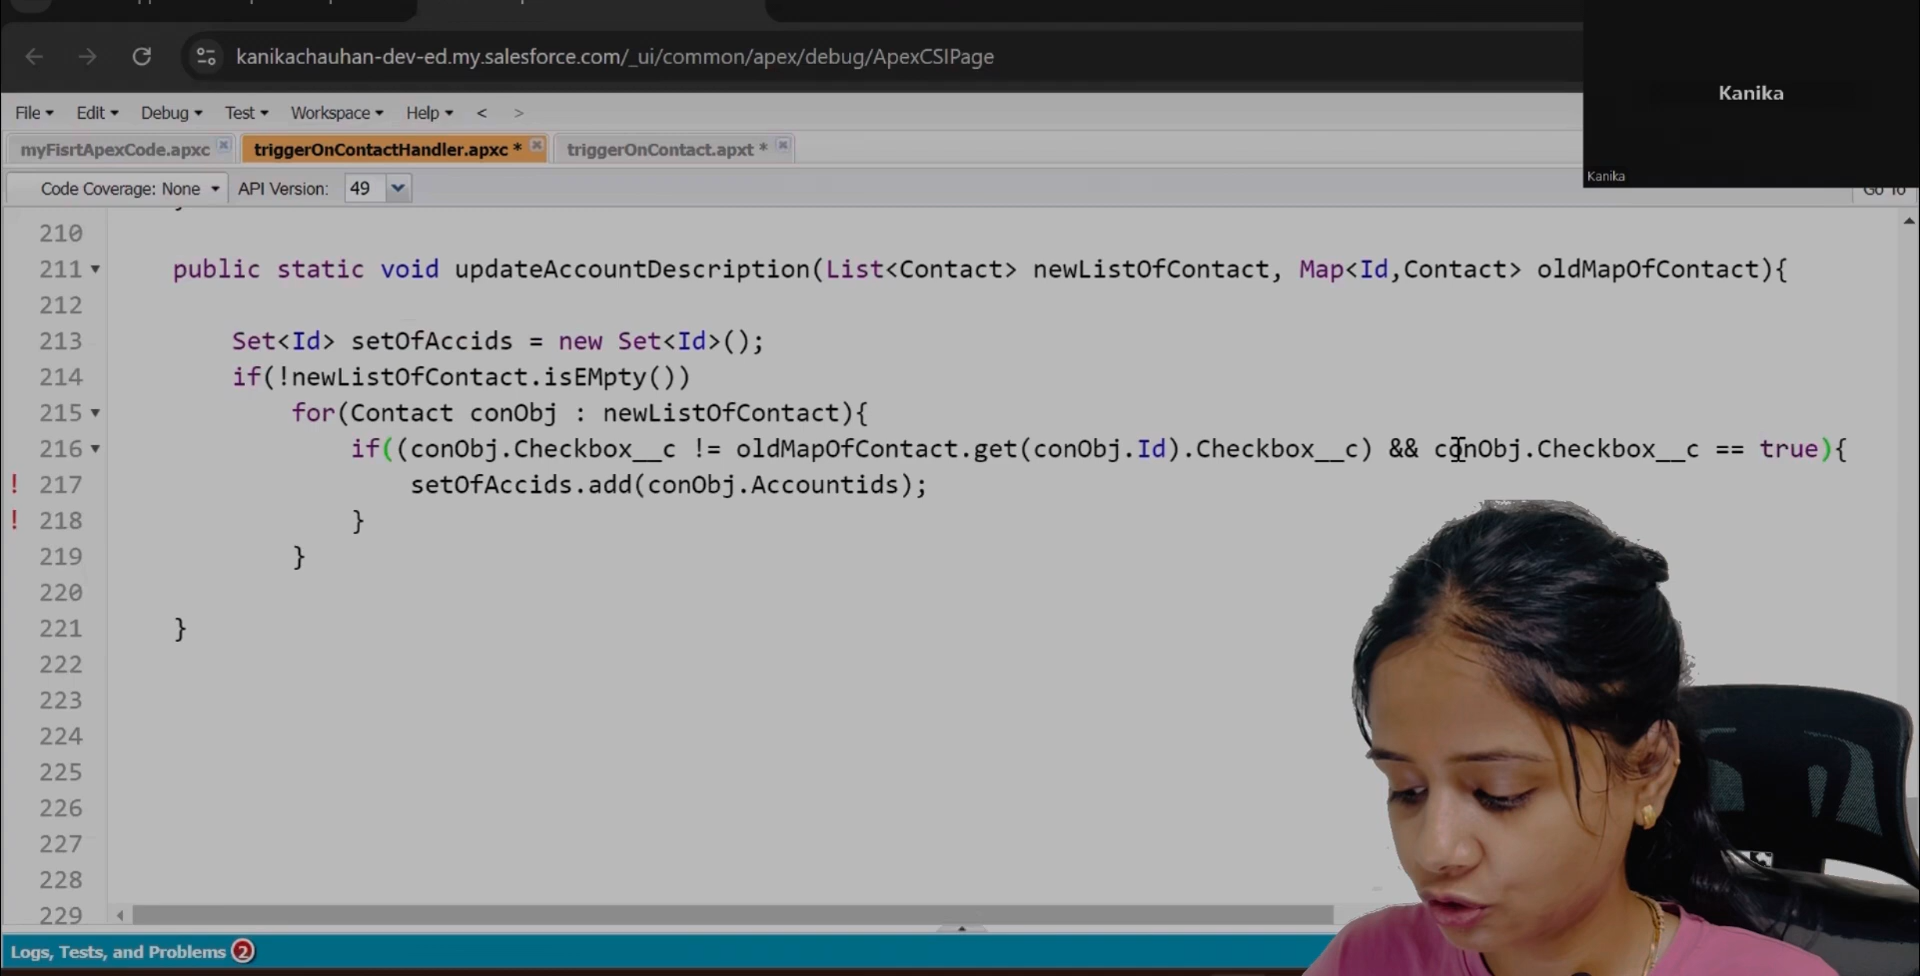 kanikachauhan-dev-ed.my.salesforce.com/_ui/common/apex/debug/ApexCSIPage
Kanika
File Edit Debug Test Workspace Help < >
myFisrtApexCode.apxc triggerOnContactHandler.apxc * triggerOnContact.apxt *
Kanika
Code Coverage: None API Version: 49 Go To
210
211 public static void updateAccountDescription(List<Contact> newListOfContact, Map<Id,Contact> oldMapOfContact){
212
213 Set<Id> setOfAccids = new Set<Id>();
214 if(!newListOfContact.isEMpty())
215 for(Contact conObj : newListOfContact){
216 if((conObj.Checkbox__c != oldMapOfContact.get(conObj.Id).Checkbox__c) && conObj.Checkbox__c == true){
! 217 setOfAccids.add(conObj.Accountids);
! 218 }
219 }
220
221 }
222
223
224
225
226
227
228
229
Logs, Tests, and Problems 2